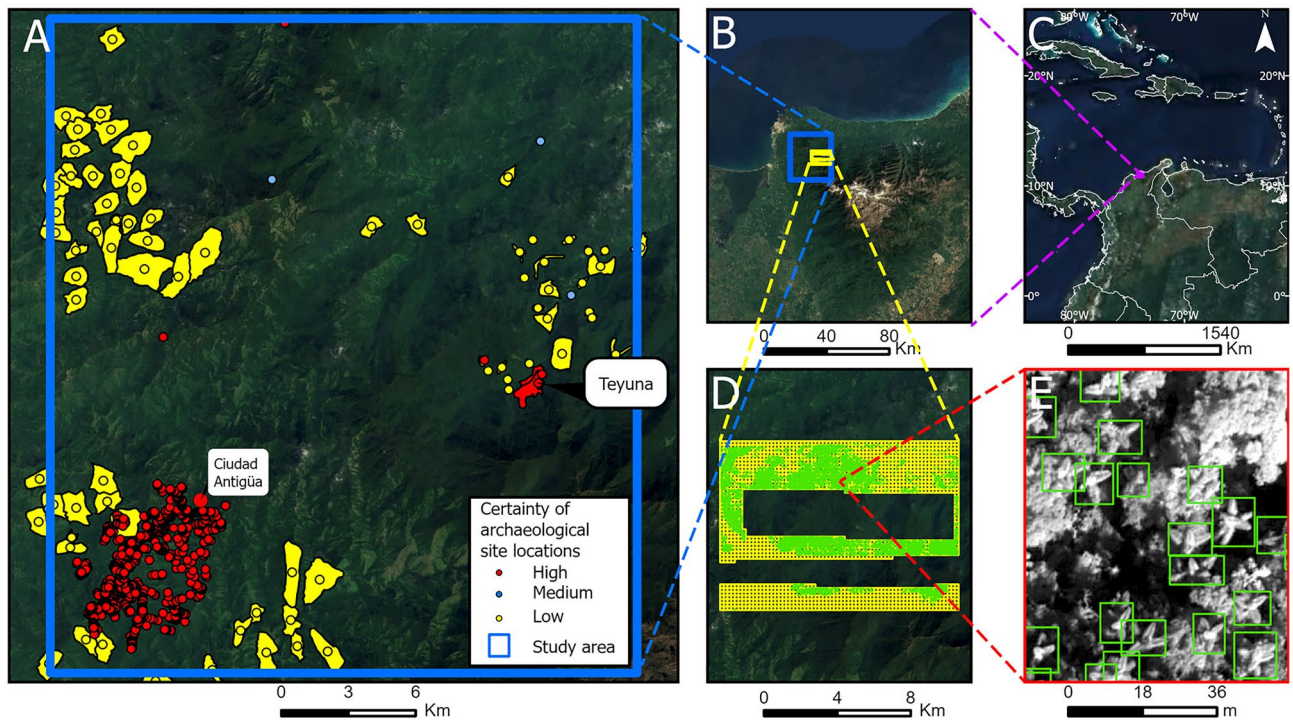 A
Teyuna
Ciudad
Antigüa
Certainty of
archaeological
site locations
High
Medium
Low
Study area
0 3 6
Km
B
0 40 80
Km
C
80°W 70°W
N
20°N 20°N
10°N 10°N
0° 0°
80°W 70°W
0 1540
Km
D
0 4 8
Km
E
0 18 36
m